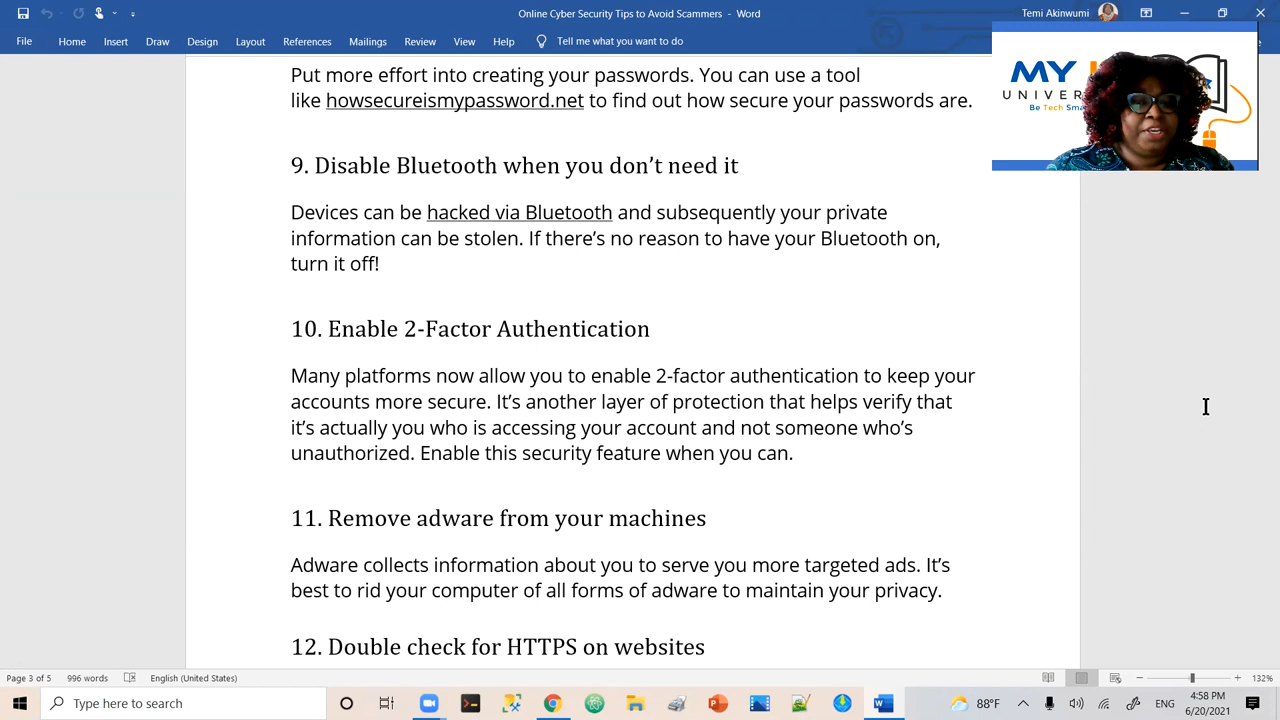 Online Cyber Security Tips to Avoid Scammers - Word
File Home Insert Draw Design Layout References Mailings Review View Help Tell me what you want to do
MY
UNIVER
Be Tech Sma
Put more effort into creating your passwords. You can use a tool
like howsecureismypassword.net to find out how secure your passwords are.
9. Disable Bluetooth when you don't need it
Devices can be hacked via Bluetooth and subsequently your private
information can be stolen. If there's no reason to have your Bluetooth on,
turn it off!
10. Enable 2-Factor Authentication
Many platforms now allow you to enable 2-factor authentication to keep your
accounts more secure. It's another layer of protection that helps verify that
it's actually you who is accessing your account and not someone who's
unauthorized. Enable this security feature when you can.
11. Remove adware from your machines
Adware collects information about you to serve you more targeted ads. It's
best to rid your computer of all forms of adware to maintain your privacy.
12. Double check for HTTPS on websites
Page 3 of 5 996 words English (United States) 132%
Type here to search 88°F ENG 4:58 PM
6/20/2021